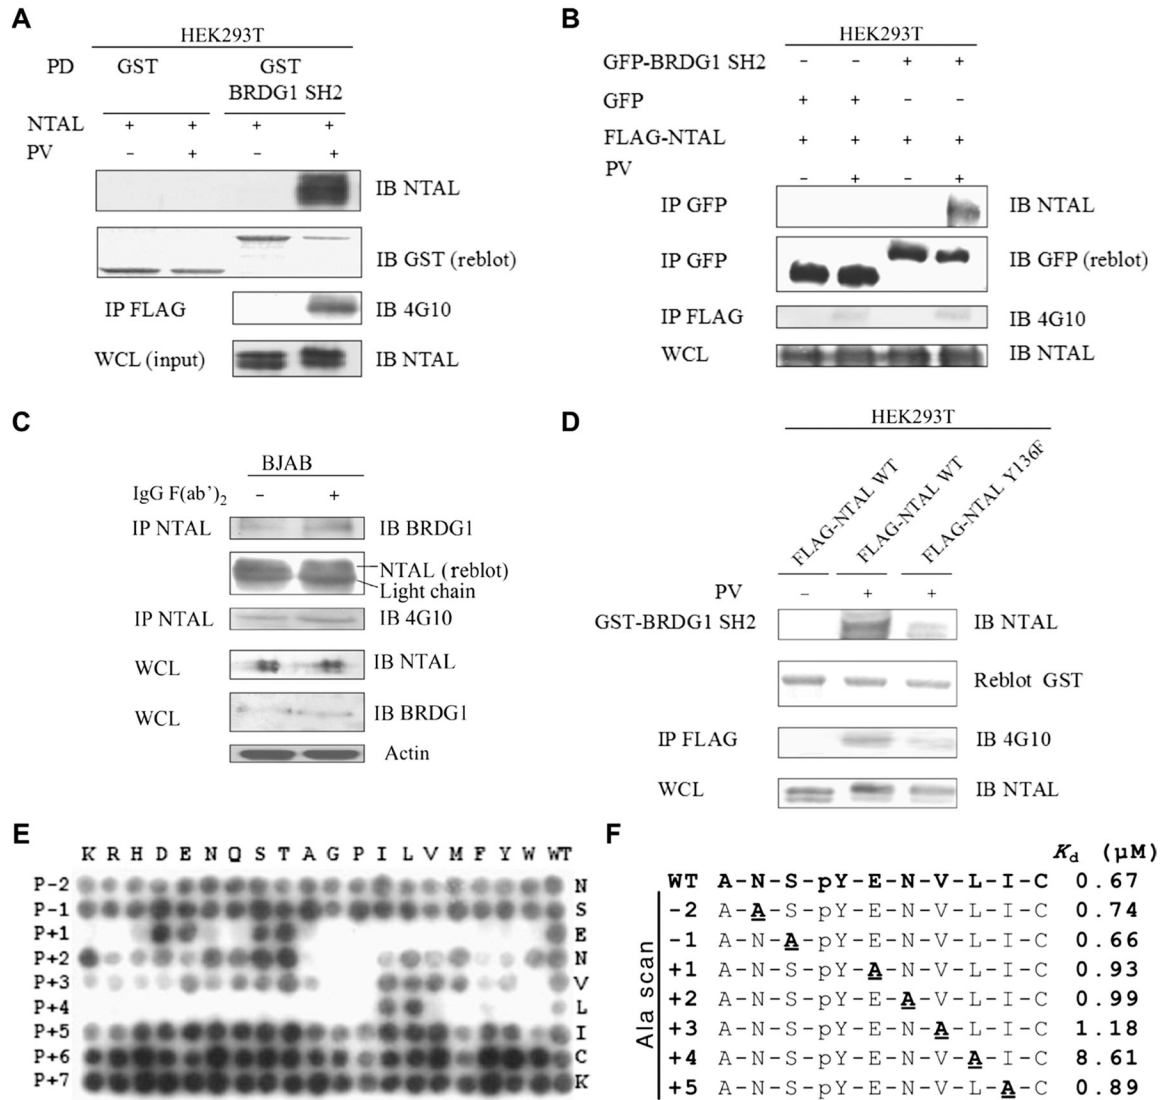 A
HEK293T
PD GST GST
BRDG1 SH2
NTAL + + + +
PV - + - +
IB NTAL
IB GST (reblot)
IP FLAG IB 4G10
WCL (input) IB NTAL
B
HEK293T
GFP-BRDG1 SH2 - - + +
GFP + + - -
FLAG-NTAL + + + +
PV - + - +
IP GFP IB NTAL
IP GFP IB GFP (reblot)
IP FLAG IB 4G10
WCL IB NTAL
C
BJAB
IgG F(ab')2 - +
IP NTAL IB BRDG1
NTAL (reblot)
Light chain
IP NTAL IB 4G10
WCL IB NTAL
WCL IB BRDG1
Actin
D
HEK293T
FLAG-NTAL WT FLAG-NTAL WT FLAG-NTAL Y136F
PV - + +
GST-BRDG1 SH2 IB NTAL
Reblot GST
IP FLAG IB 4G10
WCL IB NTAL
E
K R H D E N Q S T A G P I L V M F Y W WT
P-2 N
P-1 S
P+1 E
P+2 N
P+3 V
P+4 L
P+5 I
P+6 C
P+7 K
F
Kd (μM)
WT A-N-S-pY-E-N-V-L-I-C 0.67
Ala scan
-2 A-A-S-pY-E-N-V-L-I-C 0.74
-1 A-N-A-pY-E-N-V-L-I-C 0.66
+1 A-N-S-pY-A-N-V-L-I-C 0.93
+2 A-N-S-pY-E-A-V-L-I-C 0.99
+3 A-N-S-pY-E-N-A-L-I-C 1.18
+4 A-N-S-pY-E-N-V-A-I-C 8.61
+5 A-N-S-pY-E-N-V-L-A-C 0.89